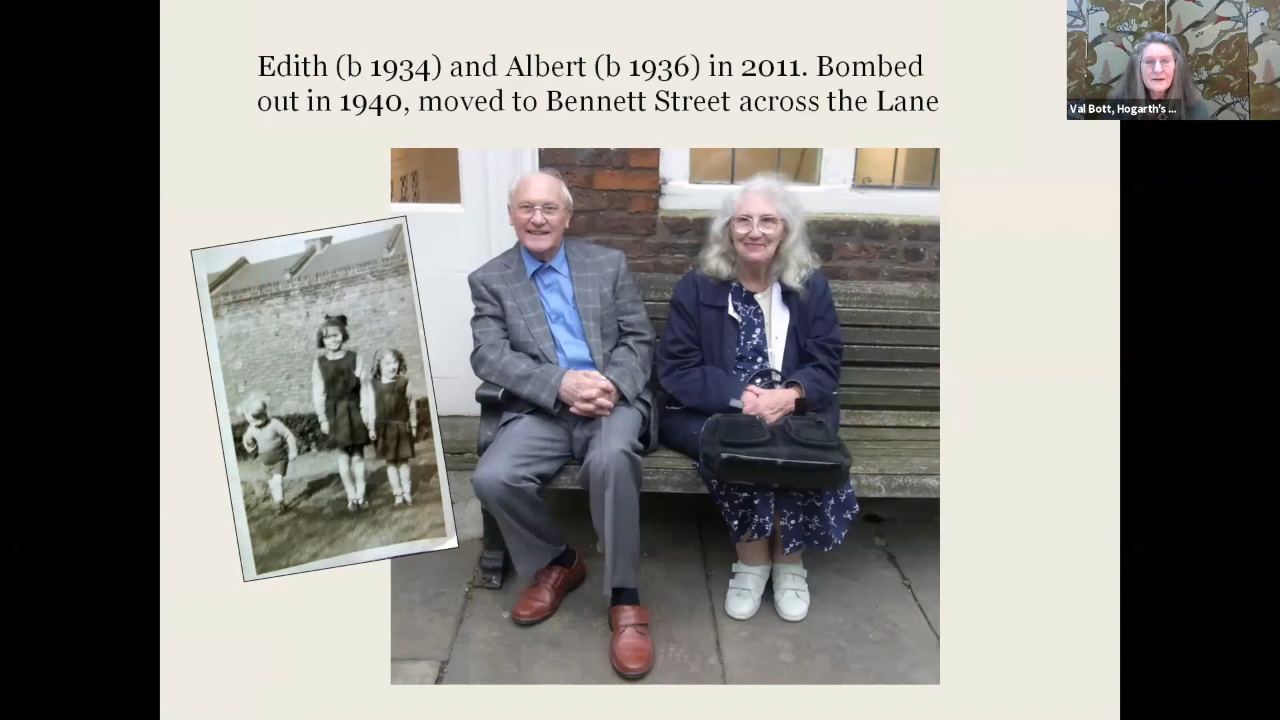 Edith (b 1934) and Albert (b 1936) in 2011. Bombed
out in 1940, moved to Bennett Street across the Lane
Val Bott, Hogarth's ...